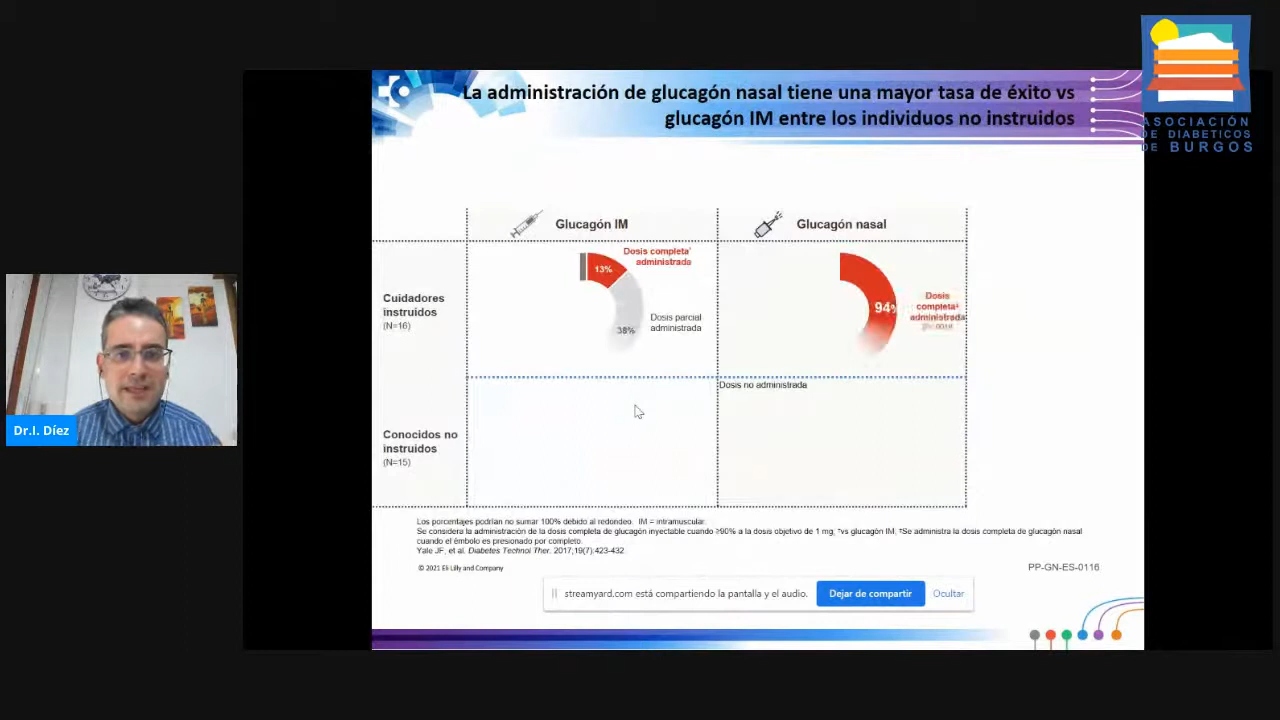 La administración de glucagón nasal tiene una mayor tasa de éxito vs
glucagón IM entre los individuos no instruidos
ASOCIACIÓN
DE DIABETICOS
DE BURGOS
Glucagón IM
Glucagón nasal
Cuidadores
instruidos
(N=16)
13%
Dosis completa
administrada
38%
Dosis parcial
administrada
94%
Dosis
completa
administrada
Dosis no administrada
Conocidos no
instruidos
(N=15)
Dr.I. Díez
Los porcentajes podrían no sumar 100% debido al redondeo. IM = intramuscular.
Se considera la administración de la dosis completa de glucagón inyectable cuando ≥90% a la dosis objetivo de 1 mg; *vs glucagón IM; ‡Se administra la dosis completa de glucagón nasal
cuando el émbolo es presionado por completo.
Yale JF, et al. Diabetes Technol Ther. 2017;19(7):423-432.
© 2021 Eli Lilly and Company
PP-GN-ES-0116
streamyard.com está compartiendo la pantalla y el audio.
Dejar de compartir
Ocultar